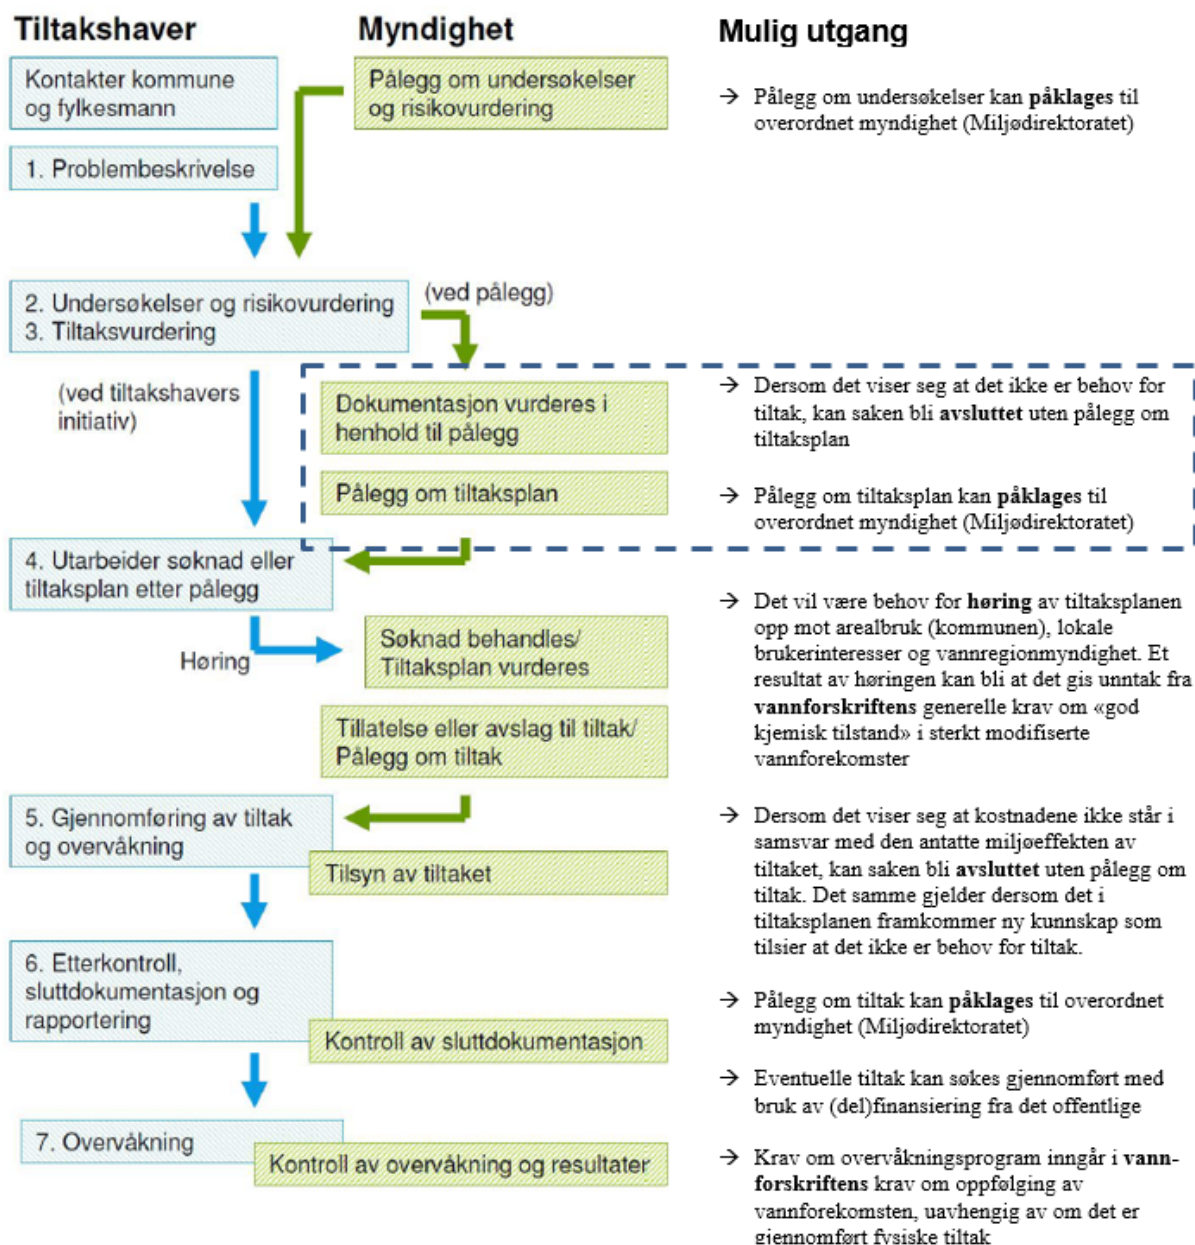 Tiltakshaver
Myndighet
Mulig utgang
Kontakter kommune
og fylkesmann
Pålegg om undersøkelser
og risikovurdering
→ Pålegg om undersøkelser kan påklages til
overordnet myndighet (Miljødirektoratet)
1. Problembeskrivelse
2. Undersøkelser og risikovurdering
3. Tiltaksvurdering
(ved pålegg)
(ved tiltakshavers
initiativ)
Dokumentasjon vurderes i
henhold til pålegg
→ Dersom det viser seg at det ikke er behov for
tiltak, kan saken bli avsluttet uten pålegg om
tiltaksplan
Pålegg om tiltaksplan
→ Pålegg om tiltaksplan kan påklages til
overordnet myndighet (Miljødirektoratet)
4. Utarbeider søknad eller
tiltaksplan etter pålegg
Høring
Søknad behandles/
Tiltaksplan vurderes
→ Det vil være behov for høring av tiltaksplanen
opp mot arealbruk (kommunen), lokale
brukerinteresser og vannregionmyndighet. Et
resultat av høringen kan bli at det gis unntak fra
vannforskriftens generelle krav om «god
kjemisk tilstand» i sterkt modifiserte
vannforekomster
Tillatelse eller avslag til tiltak/
Pålegg om tiltak
5. Gjennomføring av tiltak
og overvåkning
Tilsyn av tiltaket
→ Dersom det viser seg at kostnadene ikke står i
samsvar med den antatte miljøeffekten av
tiltaket, kan saken bli avsluttet uten pålegg om
tiltak. Det samme gjelder dersom det i
tiltaksplanen framkommer ny kunnskap som
tilsier at det ikke er behov for tiltak.
6. Etterkontroll,
sluttdokumentasjon og
rapportering
Kontroll av sluttdokumentasjon
→ Pålegg om tiltak kan påklages til overordnet
myndighet (Miljødirektoratet)
→ Eventuelle tiltak kan søkes gjennomført med
bruk av (del)finansiering fra det offentlige
7. Overvåkning
Kontroll av overvåkning og resultater
→ Krav om overvåkningsprogram inngår i vann-
forskriftens krav om oppfølging av
vannforekomsten, uavhengig av om det er
gjennomført fysiske tiltak